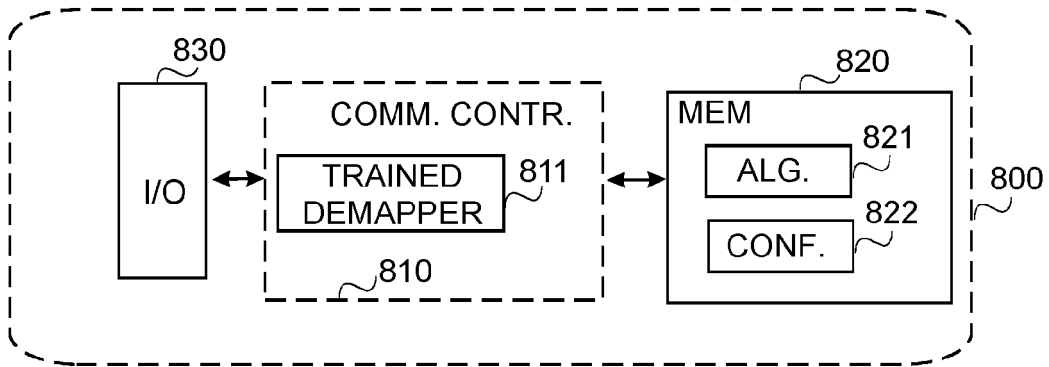 830
820
COMM. CONTR.
MEM
821
TRAINED
DEMAPPER
811
ALG.
800
I/O
822
CONF.
810